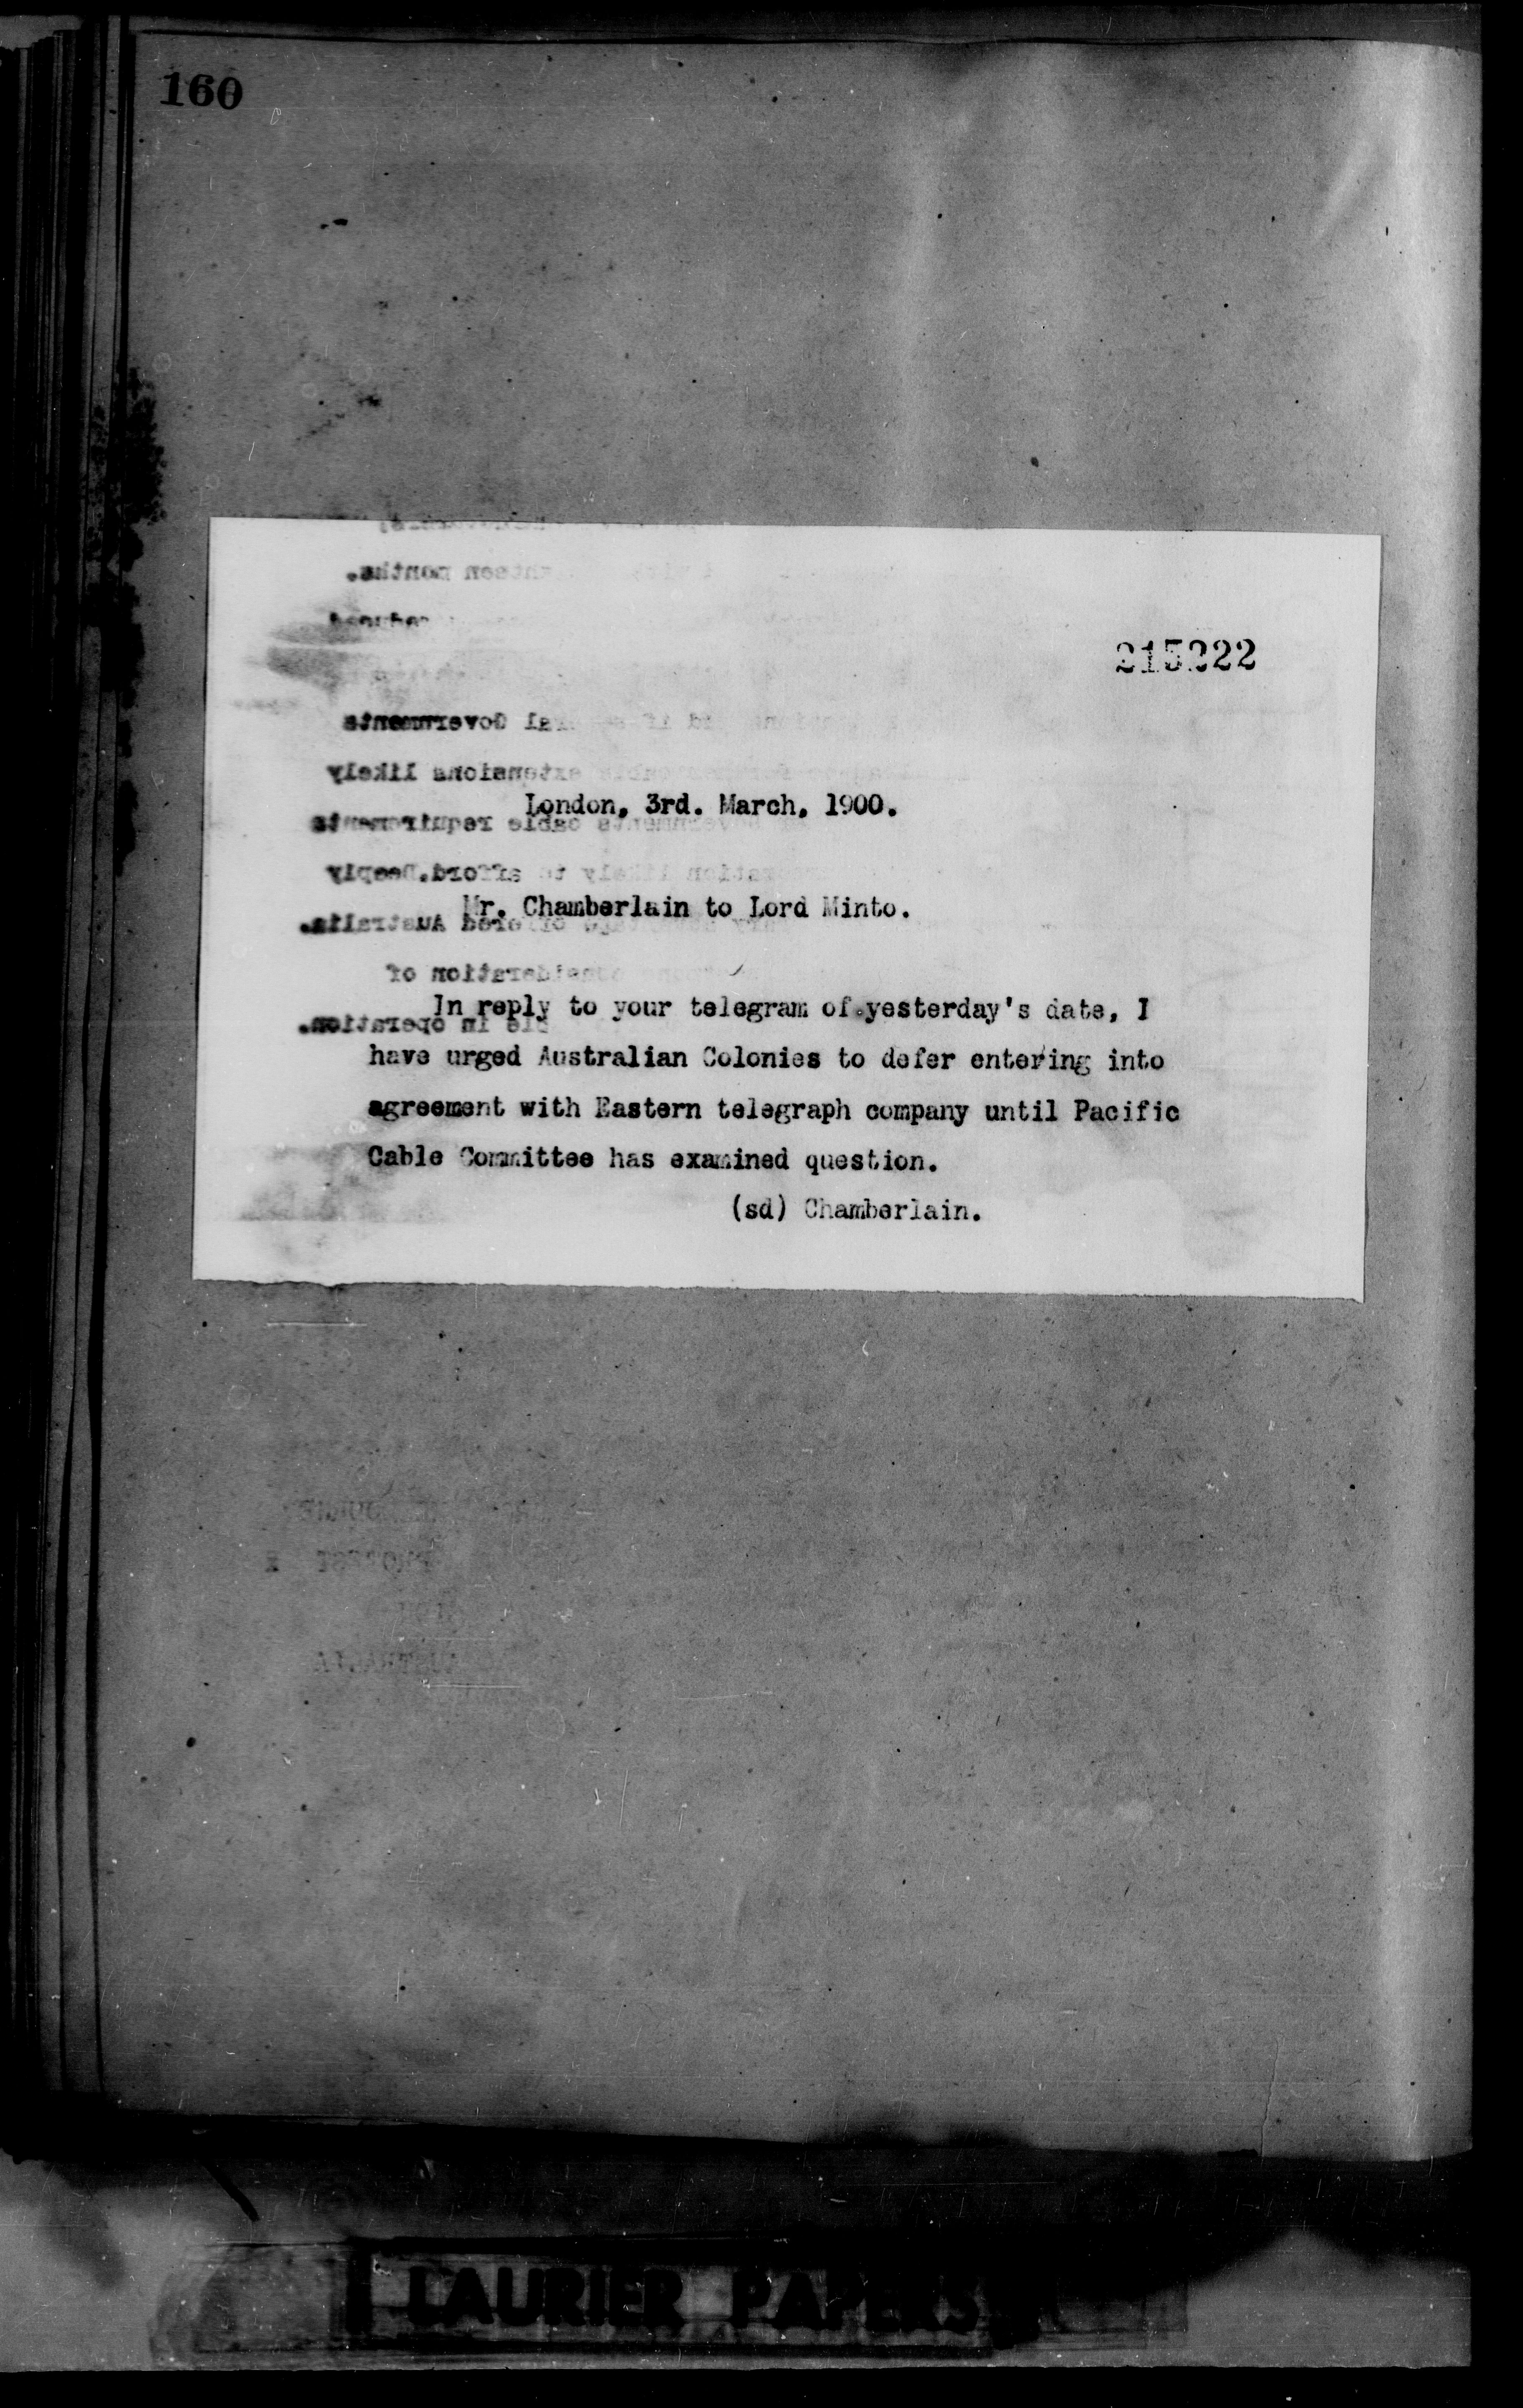 160
215222
London, 3rd. March, 1900.
Mr. Chamberlain to Lord Minto.
In reply to your telegram of yesterday's date, I
have urged Australian Colonies to defer entering into
agreement with Eastern telegraph company until Pacific
Cable Committee has examined question.
(sd) Chamberlain.
LAURIER PAPERS